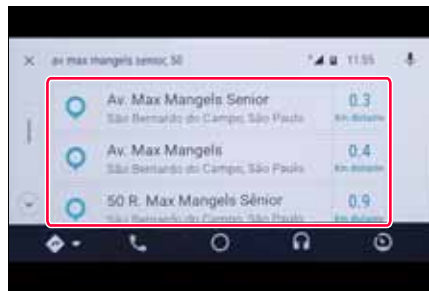 av max mangels senior, 50
11:55
Av. Max Mangels Senior
São Bernardo do Campo, São Paulo
0.3
Km distante
Av. Max Mangels
São Bernardo do Campo, São Paulo
0.4
Km distante
50 R. Max Mangels Sênior
São Bernardo do Campo, São Paulo
0.9
Km distante